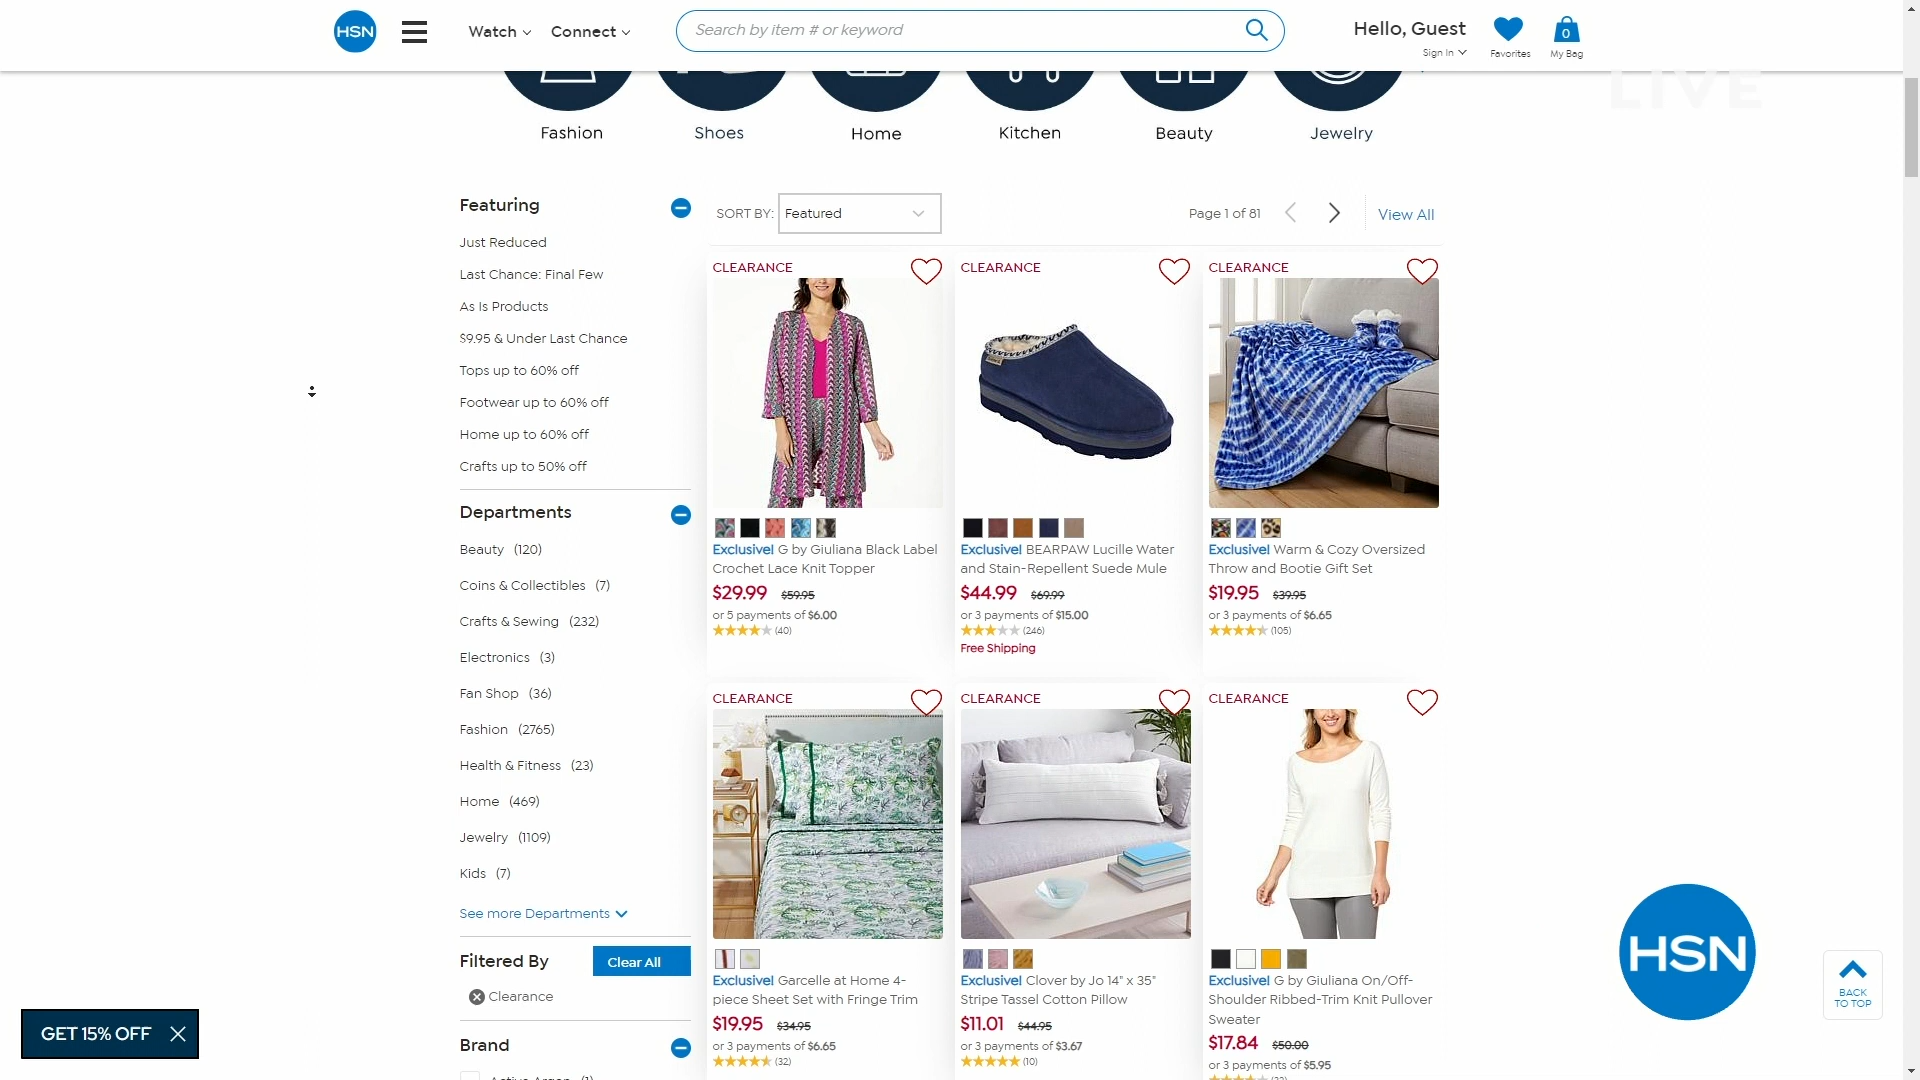 HSN
Watch
Connect
Search by item # or keyword
Hello, Guest
Sign In
Favorites
0
My Bag
LIVE
Fashion
Shoes
Home
Kitchen
Beauty
Jewelry
Featuring
Just Reduced
Last Chance: Final Few
As Is Products
$9.95 & Under Last Chance
Tops up to 60% off
Footwear up to 60% off
Home up to 60% off
Crafts up to 50% off
Departments
Beauty (120)
Coins & Collectibles (7)
Crafts & Sewing (232)
Electronics (3)
Fan Shop (36)
Fashion (2765)
Health & Fitness (23)
Home (469)
Jewelry (1109)
Kids (7)
See more Departments
Filtered By
Clear All
Clearance
Brand
SORT BY: Featured
Page 1 of 81
View All
CLEARANCE
Exclusive! G by Giuliana Black Label
Crochet Lace Knit Topper
$29.99 $59.95
or 5 payments of $6.00
(40)
CLEARANCE
Exclusive! BEARPAW Lucille Water
and Stain-Repellent Suede Mule
$44.99 $69.99
or 3 payments of $15.00
(246)
Free Shipping
CLEARANCE
Exclusive! Warm & Cozy Oversized
Throw and Bootie Gift Set
$19.95 $39.95
or 3 payments of $6.65
(105)
CLEARANCE
Exclusive! Garcelle at Home 4-
piece Sheet Set with Fringe Trim
$19.95 $34.95
or 3 payments of $6.65
(32)
CLEARANCE
Exclusive! Clover by Jo 14" x 35"
Stripe Tassel Cotton Pillow
$11.01 $44.95
or 3 payments of $3.67
(10)
CLEARANCE
Exclusive! G by Giuliana On/Off-
Shoulder Ribbed-Trim Knit Pullover
Sweater
$17.84 $50.00
or 3 payments of $5.95
HSN
BACK
TO TOP
GET 15% OFF